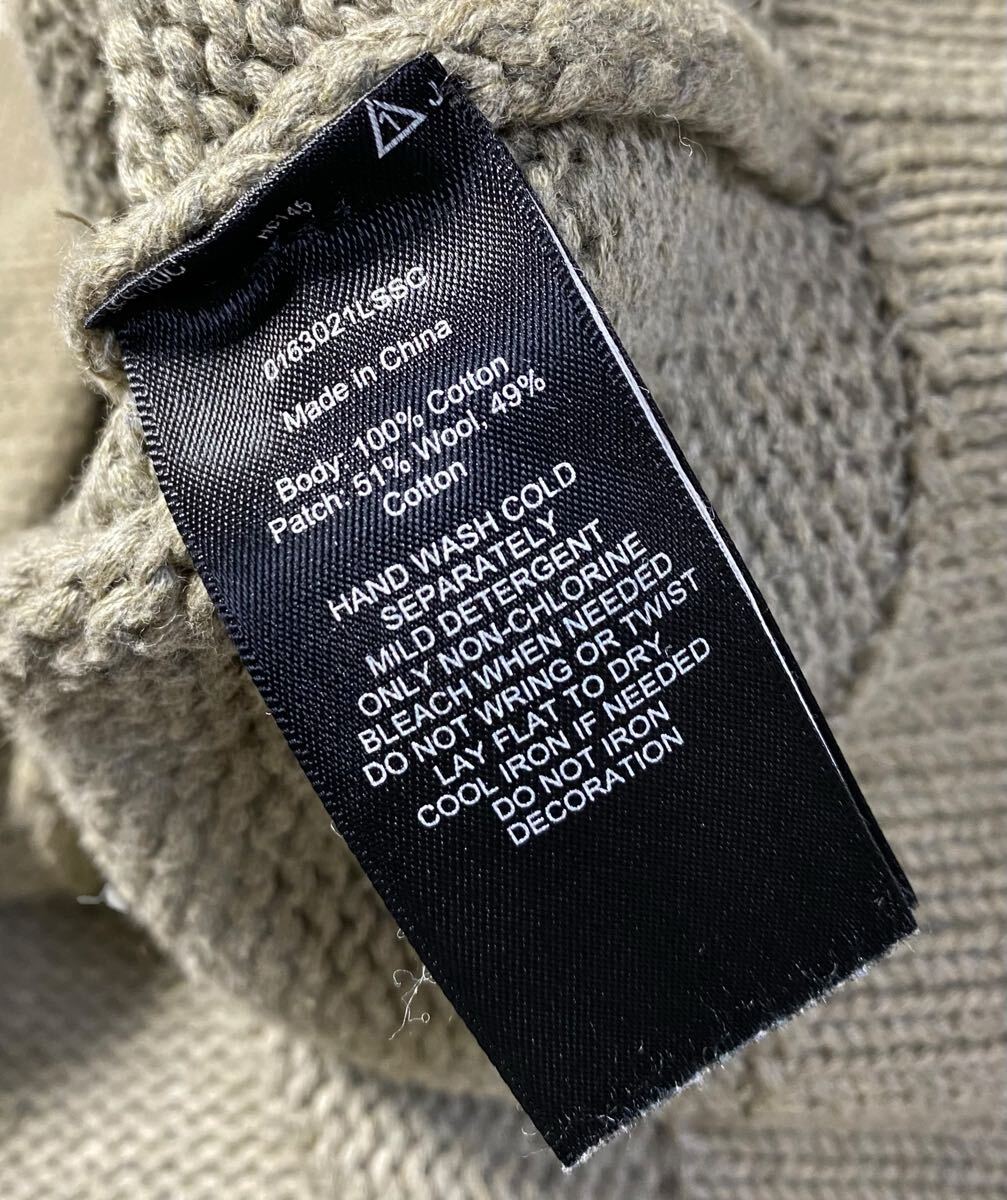 1
0163021LSSC
Made in China
Body: 100% Cotton
Patch: 51% Wool, 49%
Cotton
HAND WASH COLD
SEPARATELY
MILD DETERGENT
ONLY NON-CHLORINE
BLEACH WHEN NEEDED
DO NOT WRING OR TWIST
LAY FLAT TO DRY
COOL IRON IF NEEDED
DO NOT IRON
DECORATION